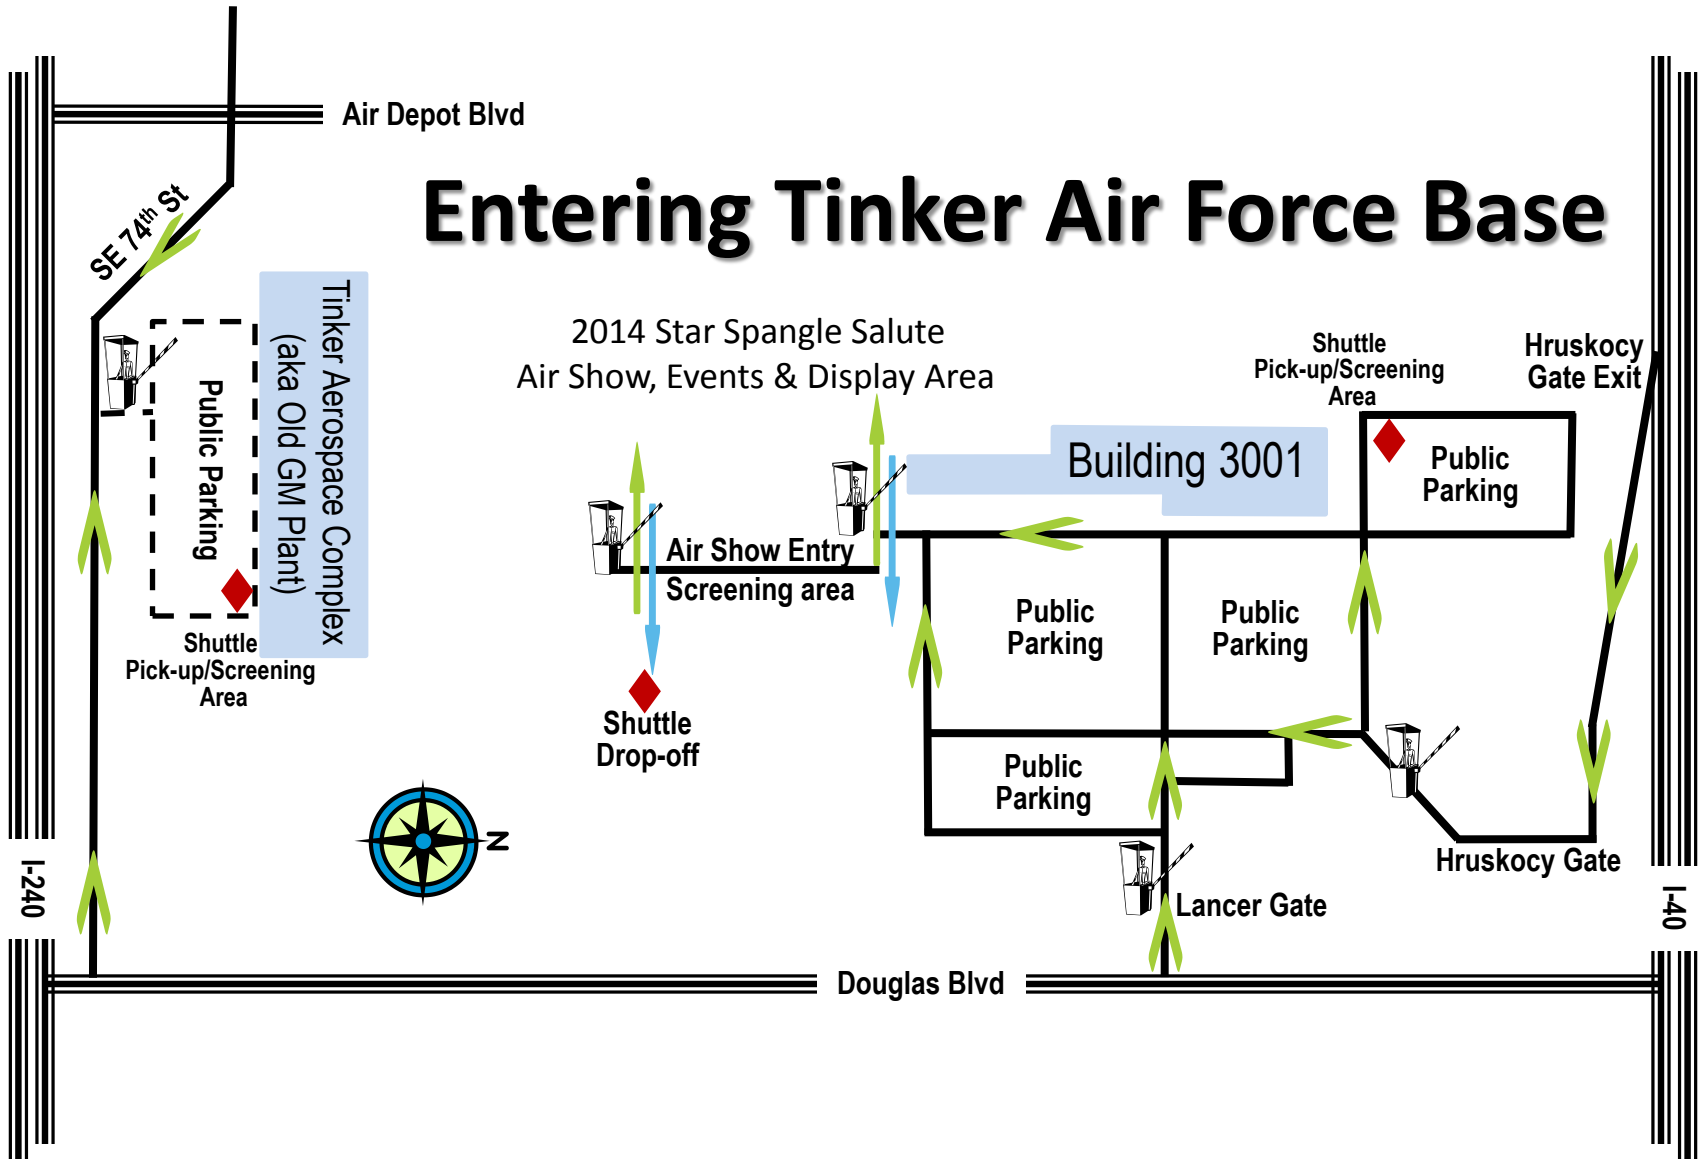 Air Depot Blvd
Entering Tinker Air Force Base
SE 74th St
Tinker Aerospace Complex
(aka Old GM Plant)
Public Parking
Shuttle
Pick-up/Screening
Area
2014 Star Spangle Salute
Air Show, Events & Display Area
Air Show Entry
Screening area
Shuttle
Drop-off
Building 3001
Shuttle
Pick-up/Screening
Area
Public
Parking
Hruskocy
Gate Exit
Public
Parking
Public
Parking
Public
Parking
N
Hruskocy Gate
Lancer Gate
I-240
I-40
Douglas Blvd